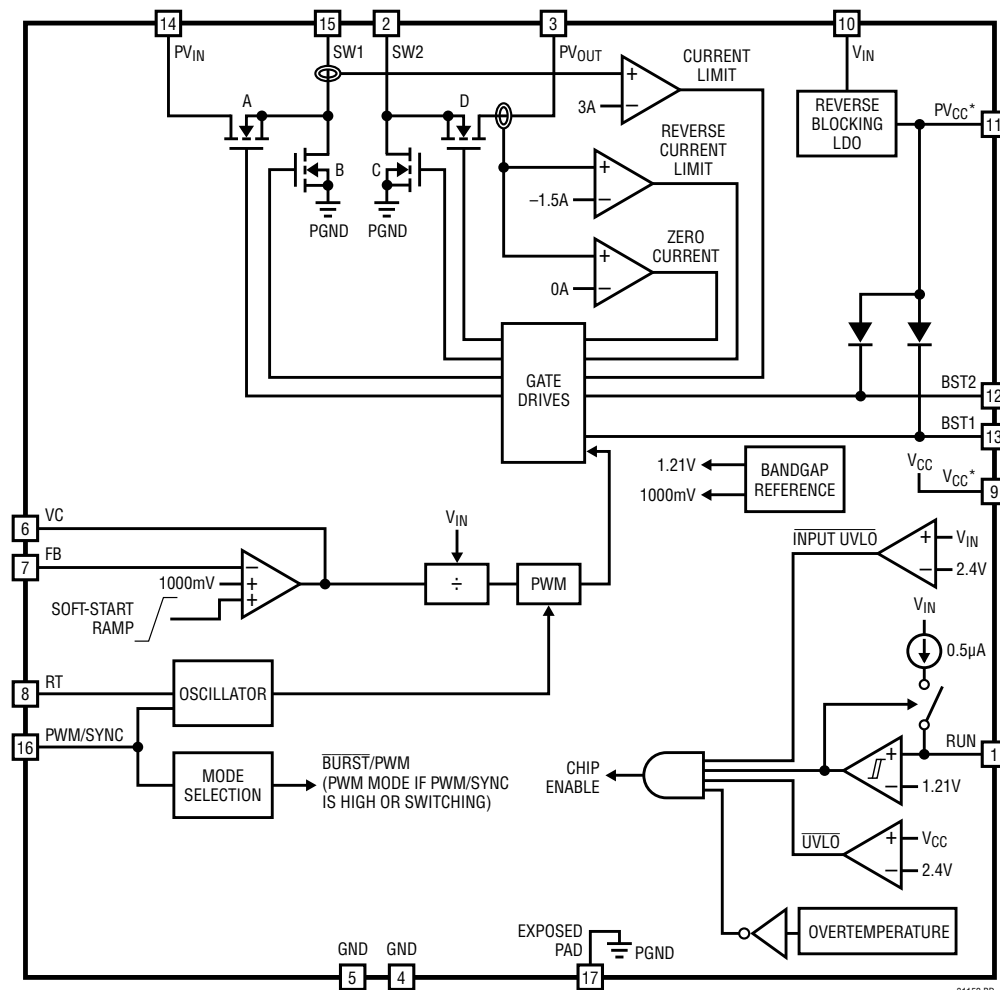 14
15
2
3
10
PVIN
SW1
SW2
PVOUT
VIN
CURRENT
LIMIT
+
3A
−
A
D
REVERSE
BLOCKING
LDO
PVCC*
11
REVERSE
CURRENT
LIMIT
B
C
+
−1.5A
−
PGND
PGND
ZERO
CURRENT
+
0A
−
GATE
DRIVES
BST2
12
BST1
13
1.21V
1000mV
BANDGAP
REFERENCE
VCC
VCC*
9
6
VC
7
FB
1000mV
−
+
+
SOFT-START
RAMP
VIN
÷
PWM
INPUT UVLO
+
−
VIN
2.4V
VIN
0.5µA
8
RT
OSCILLATOR
16
PWM/SYNC
MODE
SELECTION
BURST/PWM
(PWM MODE IF PWM/SYNC
IS HIGH OR SWITCHING)
CHIP
ENABLE
RUN
1
+
−
1.21V
UVLO
+
−
VCC
2.4V
OVERTEMPERATURE
EXPOSED
PAD
PGND
GND
GND
5
4
17